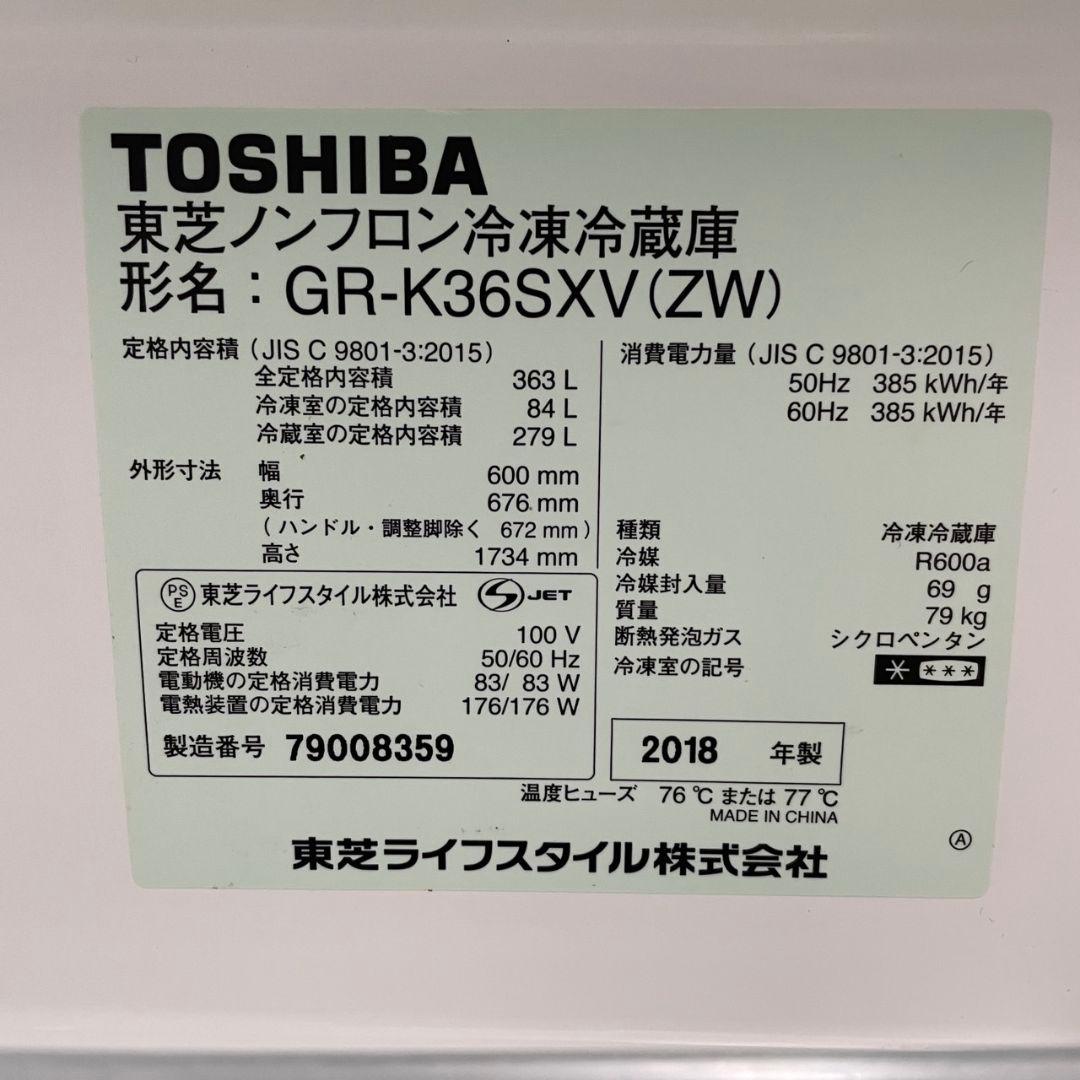 TOSHIBA
東芝ノンフロン冷凍冷蔵庫
形名：GR-K36SXV(ZW)
定格内容積（JIS C 9801-3:2015）
全定格内容積 363 L
冷凍室の定格内容積 84 L
冷蔵室の定格内容積 279 L
外形寸法 幅 600 mm
奥行 676 mm
（ハンドル・調整脚除く 672 mm）
高さ 1734 mm
消費電力量（JIS C 9801-3:2015）
50Hz 385 kWh/年
60Hz 385 kWh/年
種類 冷凍冷蔵庫
冷媒 R600a
冷媒封入量 69 g
質量 79 kg
断熱発泡ガス シクロペンタン
冷凍室の記号 * ***
PSE 東芝ライフスタイル株式会社 S JET
定格電圧 100 V
定格周波数 50/60 Hz
電動機の定格消費電力 83/ 83 W
電熱装置の定格消費電力 176/176 W
製造番号 79008359
2018 年製
温度ヒューズ 76 ℃ または 77 ℃
MADE IN CHINA
東芝ライフスタイル株式会社
Ⓐ